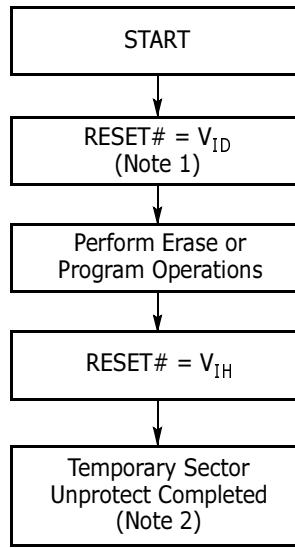 START
RESET# = V_ID
(Note 1)
Perform Erase or
Program Operations
RESET# = V_IH
Temporary Sector
Unprotect Completed
(Note 2)